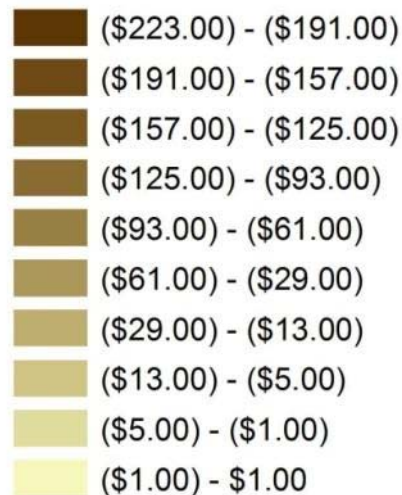 ($223.00) - ($191.00)
($191.00) - ($157.00)
($157.00) - ($125.00)
($125.00) - ($93.00)
($93.00) - ($61.00)
($61.00) - ($29.00)
($29.00) - ($13.00)
($13.00) - ($5.00)
($5.00) - ($1.00)
($1.00) - $1.00